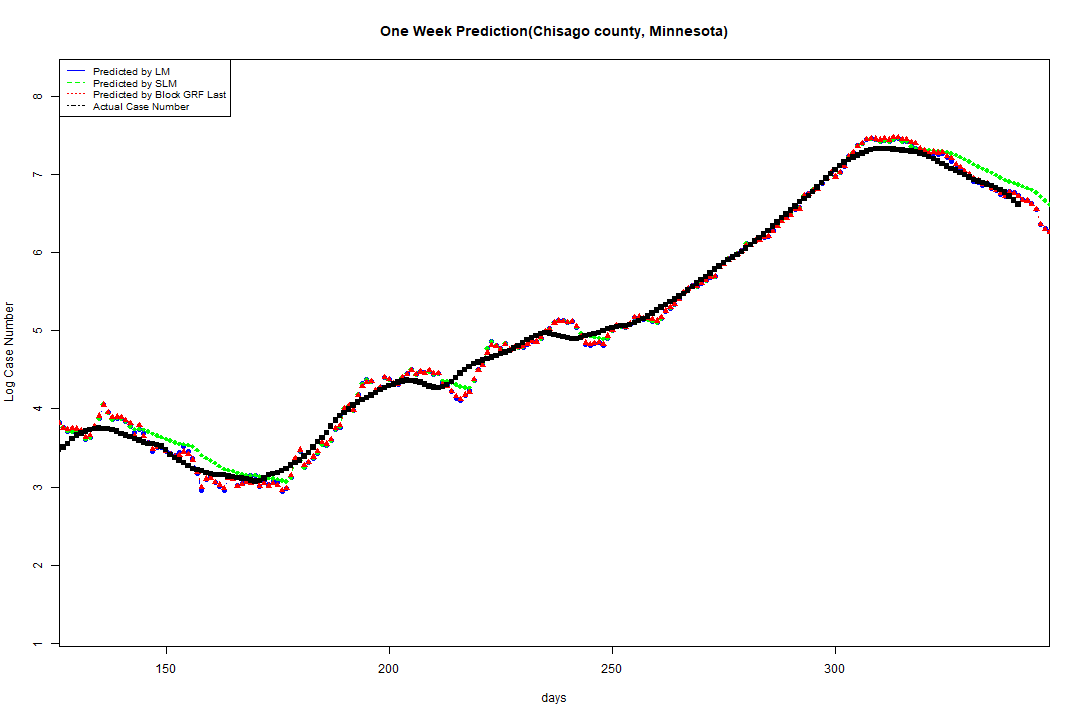 One Week Prediction(Chisago county, Minnesota)
Predicted by LM
Predicted by SLM
Predicted by Block GRF Last
Actual Case Number
8
7
6
5
4
3
2
1
Log Case Number
150 200 250 300
days